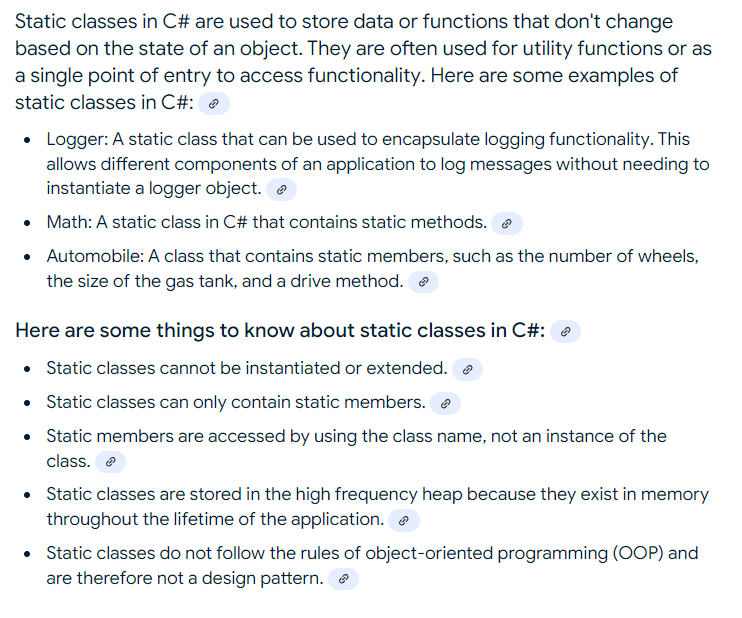 Static classes in C# are used to store data or functions that don't change
based on the state of an object. They are often used for utility functions or as
a single point of entry to access functionality. Here are some examples of
static classes in C#:
• Logger: A static class that can be used to encapsulate logging functionality. This
allows different components of an application to log messages without needing to
instantiate a logger object.
• Math: A static class in C# that contains static methods.
• Automobile: A class that contains static members, such as the number of wheels,
the size of the gas tank, and a drive method.
Here are some things to know about static classes in C#:
• Static classes cannot be instantiated or extended.
• Static classes can only contain static members.
• Static members are accessed by using the class name, not an instance of the
class.
• Static classes are stored in the high frequency heap because they exist in memory
throughout the lifetime of the application.
• Static classes do not follow the rules of object-oriented programming (OOP) and
are therefore not a design pattern.